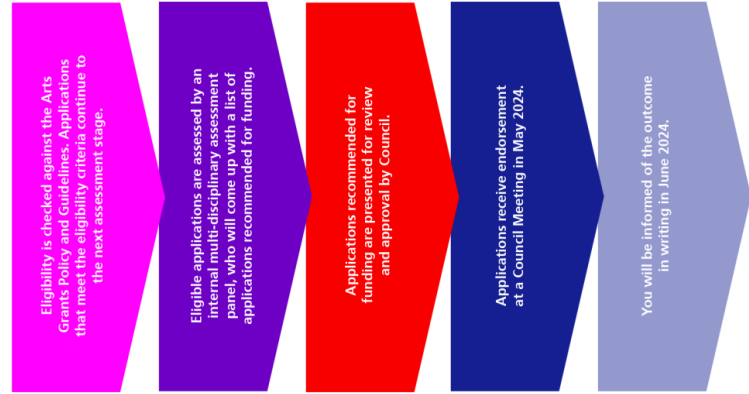 Eligibility is checked against the Arts
Grants Policy and Guidelines. Applications
that meet the eligibility criteria continue to
the next assessment stage.
Eligible applications are assessed by an
internal multi-disciplinary assessment
panel, who will come up with a list of
applications recommended for funding.
Applications recommended for
funding are presented for review
and approval by Council.
Applications receive endorsement
at a Council Meeting in May 2024.
You will be informed of the outcome
in writing in June 2024.